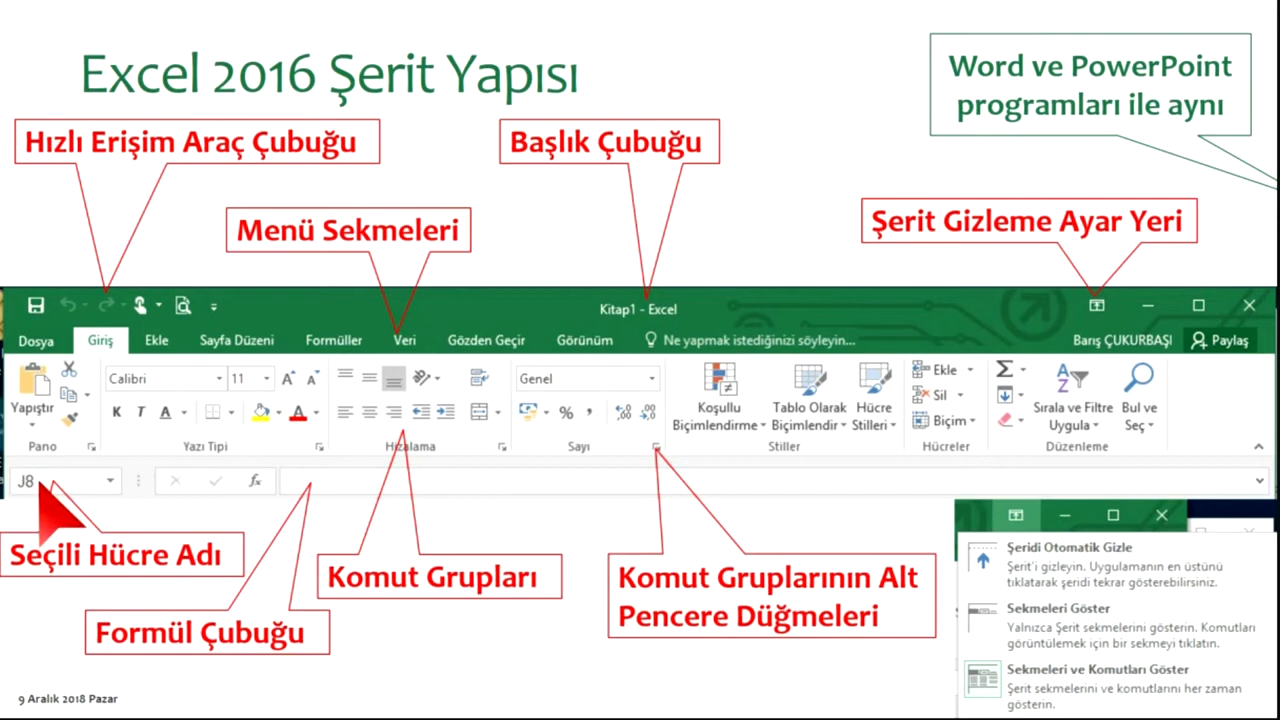 Excel 2016 Şerit Yapısı
Word ve PowerPoint
programları ile aynı
Hızlı Erişim Araç Çubuğu
Başlık Çubuğu
Menü Sekmeleri
Şerit Gizleme Ayar Yeri
Kitap1 - Excel
Dosya Giriş Ekle Sayfa Düzeni Formüller Veri Gözden Geçir Görünüm Ne yapmak istediğinizi söyleyin... Barış ÇUKURBAŞI Paylaş
Calibri 11 Genel Ekle
Sil
Biçim
Yapıştır
K T A A % Koşullu Tablo Olarak Hücre Sırala ve Filtre Bul ve
Biçimlendirme Biçimlendir Stilleri Uygula Seç
Pano Yazı Tipi Hizalama Sayı Stiller Hücreler Düzenleme
J8 fx
Seçili Hücre Adı
Formül Çubuğu
Komut Grupları
Komut Gruplarının Alt
Pencere Düğmeleri
Şeridi Otomatik Gizle
Şerit'i gizleyin. Uygulamanın en üstünü
tıklatarak şeridi tekrar gösterebilirsiniz.
Sekmeleri Göster
Yalnızca Şerit sekmelerini gösterin. Komutları
görüntülemek için bir sekmeyi tıklatın.
Sekmeleri ve Komutları Göster
Şerit sekmelerini ve komutlarını her zaman
gösterin.
9 Aralık 2018 Pazar